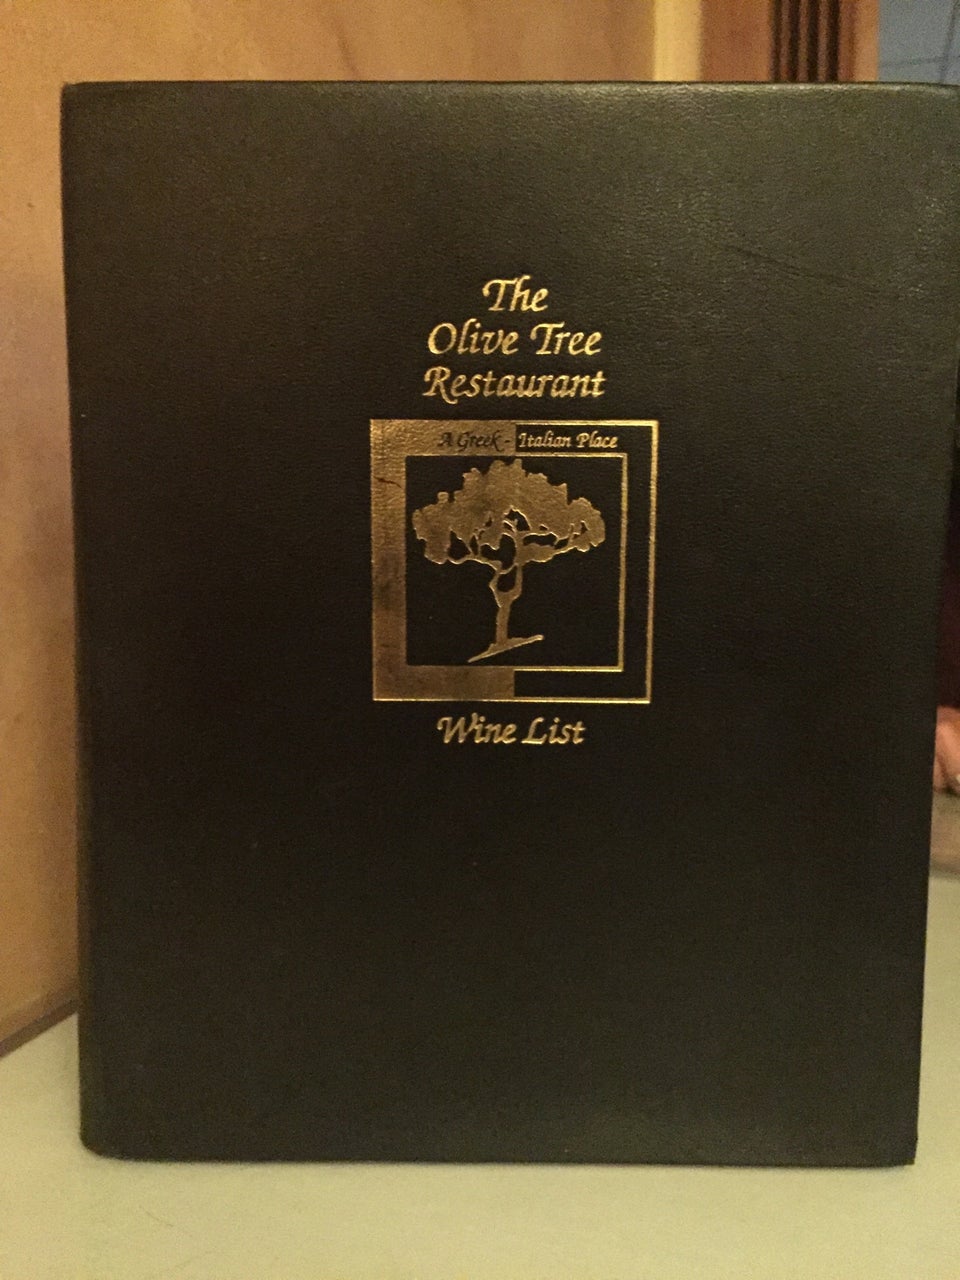 The
Olive Tree
Restaurant
A Greek - Italian Place
Wine List